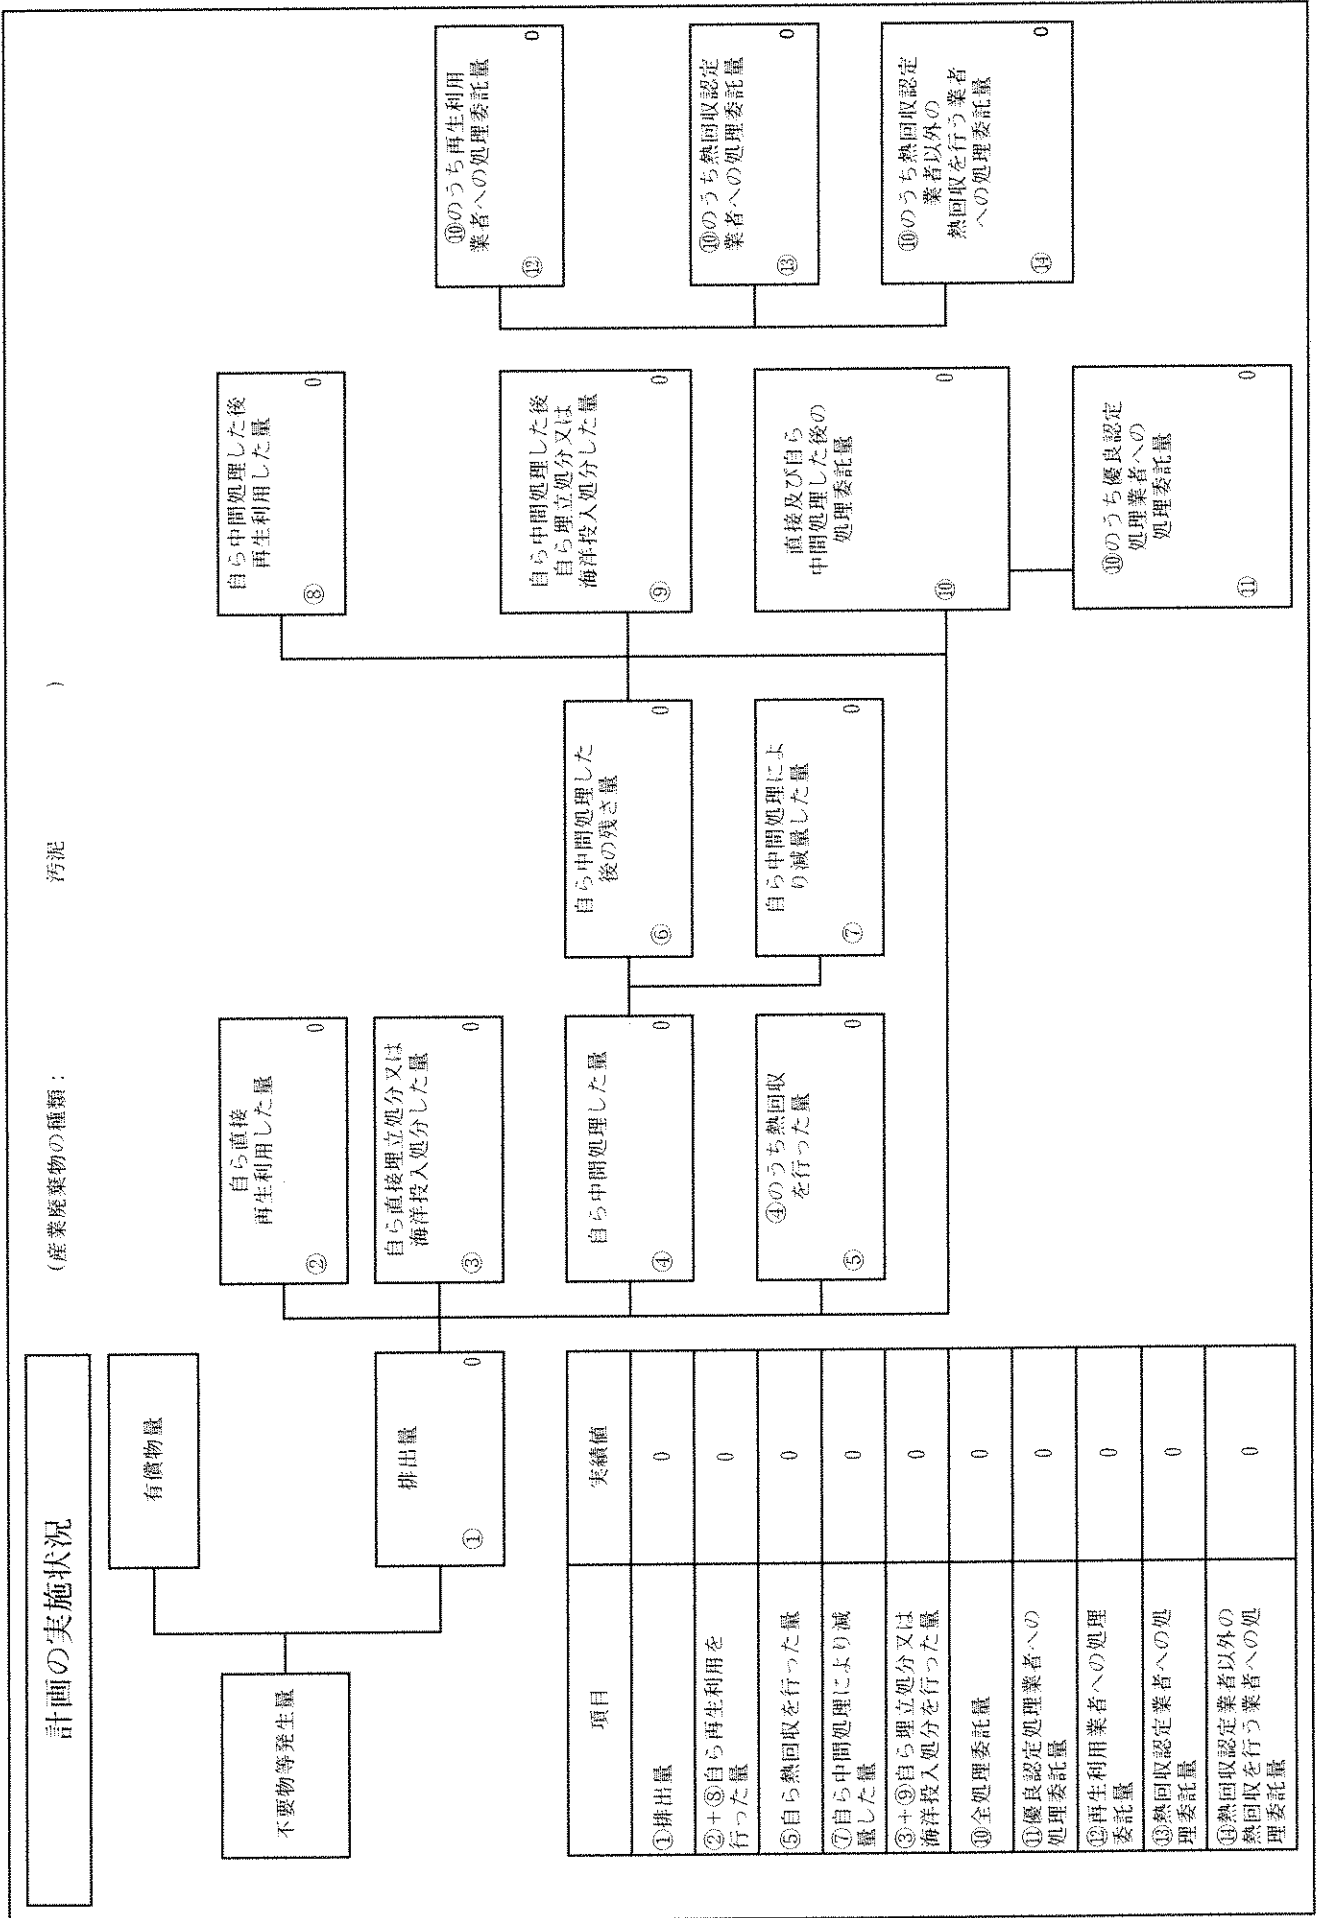 計画の実施状況
(産業廃棄物の種類：　汚泥　)
不要物等発生量
有償物量
排出量
①
0
自ら直接
再生利用した量
②
0
自ら直接埋立処分又は
海洋投入処分した量
③
0
自ら中間処理した量
④
0
④のうち熱回収
を行った量
⑤
0
自ら中間処理した
後の残さ量
⑥
0
自ら中間処理によ
り減量した量
⑦
0
自ら中間処理した後
再生利用した量
⑧
0
自ら中間処理した後
自ら埋立処分又は
海洋投入処分した量
⑨
0
直接及び自ら
中間処理した後の
処理委託量
⑩
0
⑩のうち優良認定
処理業者への
処理委託量
⑪
0
⑩のうち再生利用
業者への処理委託量
⑫
0
⑩のうち熱回収認定
業者への処理委託量
⑬
0
⑩のうち熱回収認定
業者以外の
熱回収を行う業者
への処理委託量
⑭
0
項目　実績値
①排出量　0
②+⑧自ら再生利用を
行った量　0
⑤自ら熱回収を行った量　0
⑦自ら中間処理により減
量した量　0
③+⑨自ら埋立処分又は
海洋投入処分を行った量　0
⑩全処理委託量　0
⑪優良認定処理業者への
処理委託量　0
⑫再生利用業者への処理
委託量　0
⑬熱回収認定業者への処
理委託量　0
⑭熱回収認定業者以外の
熱回収を行う業者への処
理委託量　0